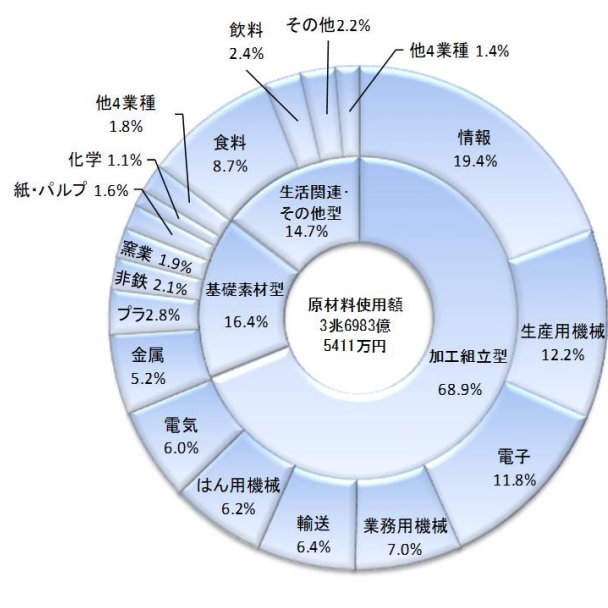 飲料
2.4%
その他2.2%
他4業種 1.4%
他4業種
1.8%
化学 1.1%
紙・パルプ 1.6%
窯業 1.9%
非鉄 2.1%
プラ2.8%
金属
5.2%
電気
6.0%
はん用機械
6.2%
輸送
6.4%
業務用機械
7.0%
電子
11.8%
生産用機械
12.2%
情報
19.4%
食料
8.7%
生活関連・
その他型
14.7%
基礎素材型
16.4%
加工組立型
68.9%
原材料使用額
3兆6983億
5411万円